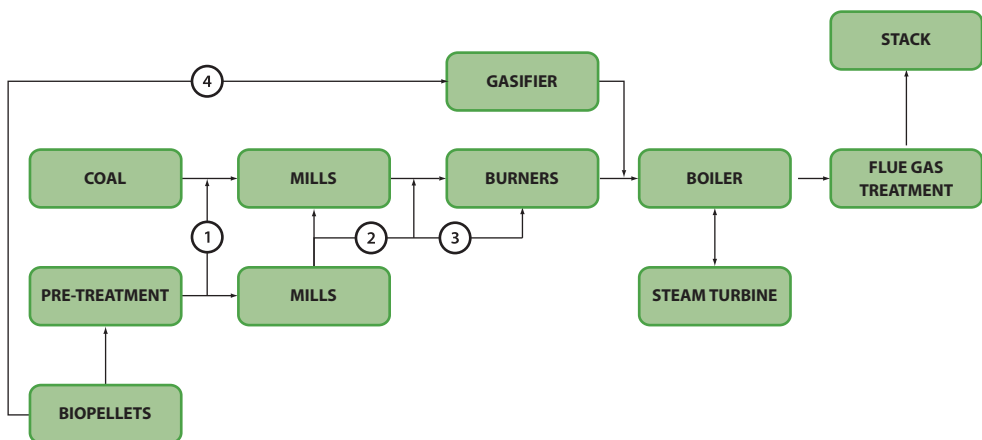 STACK
4
GASIFIER
COAL
MILLS
BURNERS
BOILER
FLUE GAS
TREATMENT
1
2
3
PRE-TREATMENT
MILLS
STEAM TURBINE
BIOPELLETS